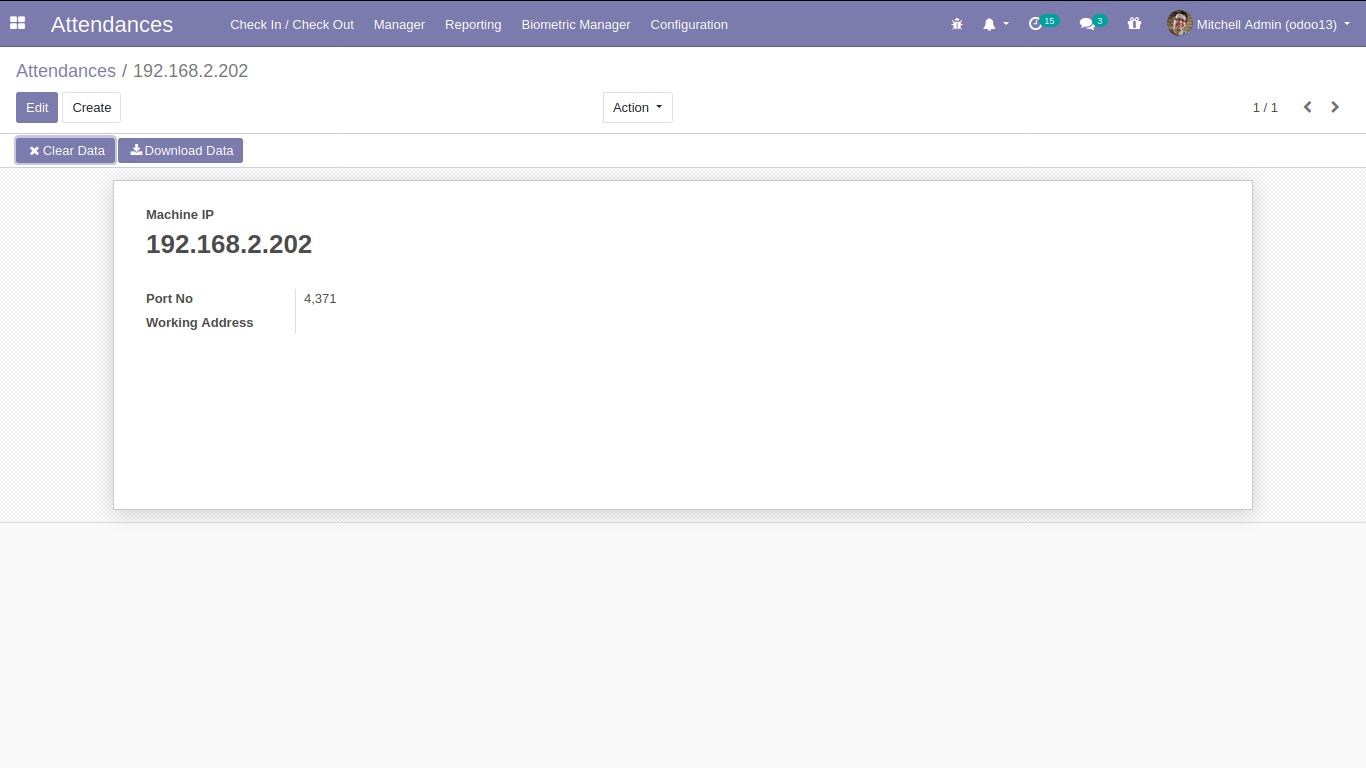 Attendances Check In / Check Out Manager Reporting Biometric Manager Configuration 15 3 Mitchell Admin (odoo13)
Attendances / 192.168.2.202
Edit Create Action 1 / 1
Clear Data Download Data
Machine IP
192.168.2.202
Port No 4,371
Working Address